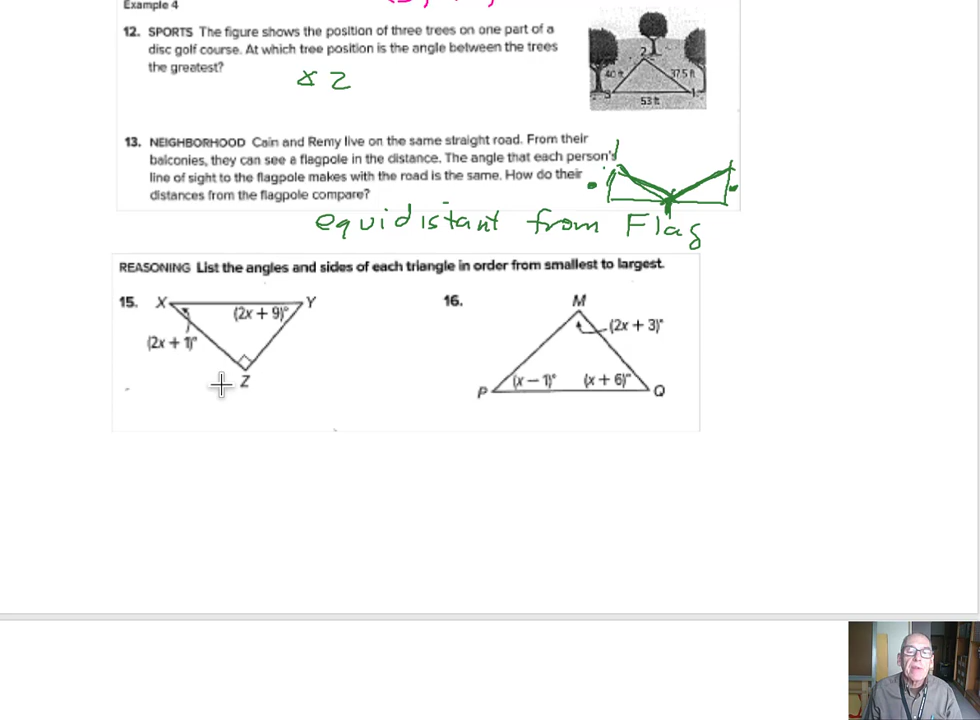 Example 4
12. SPORTS The figure shows the position of three trees on one part of a
disc golf course. At which tree position is the angle between the trees
the greatest?
∡ 2
2
40 ft
37.5 ft
3
1
53 ft
13. NEIGHBORHOOD Cain and Remy live on the same straight road. From their
balconies, they can see a flagpole in the distance. The angle that each person's
line of sight to the flagpole makes with the road is the same. How do their
distances from the flagpole compare?
equidistant from Flag
REASONING List the angles and sides of each triangle in order from smallest to largest.
15. X Y
(2x + 9)°
(2x + 1)°
Z
16. M
(2x + 3)°
(x – 1)° (x + 6)°
P Q